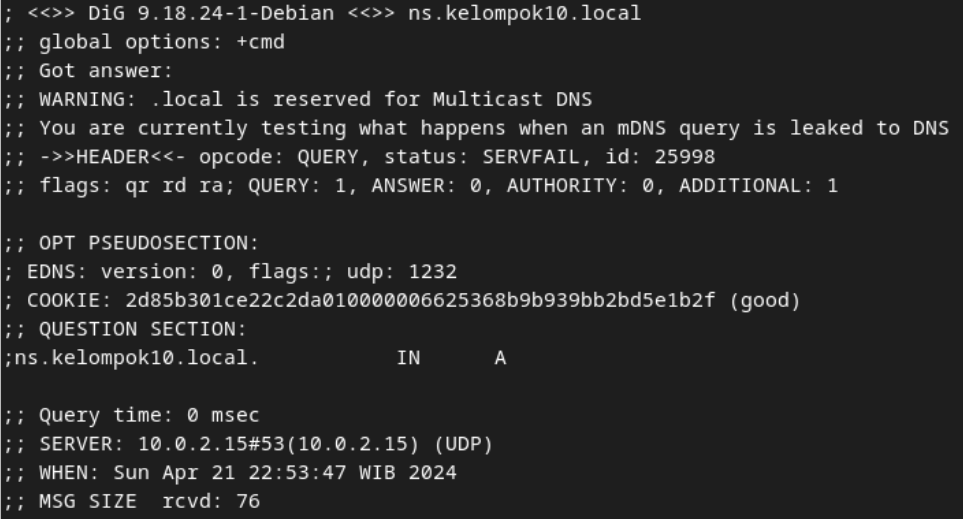 ; <<>> DiG 9.18.24-1-Debian <<>> ns.kelompok10.local
;; global options: +cmd
;; Got answer:
;; WARNING: .local is reserved for Multicast DNS
;; You are currently testing what happens when an mDNS query is leaked to DNS
;; ->>HEADER<<- opcode: QUERY, status: SERVFAIL, id: 25998
;; flags: qr rd ra; QUERY: 1, ANSWER: 0, AUTHORITY: 0, ADDITIONAL: 1

;; OPT PSEUDOSECTION:
; EDNS: version: 0, flags:; udp: 1232
; COOKIE: 2d85b301ce22c2da010000006625368b9b939bb2bd5e1b2f (good)
;; QUESTION SECTION:
;ns.kelompok10.local.		IN	A

;; Query time: 0 msec
;; SERVER: 10.0.2.15#53(10.0.2.15) (UDP)
;; WHEN: Sun Apr 21 22:53:47 WIB 2024
;; MSG SIZE  rcvd: 76